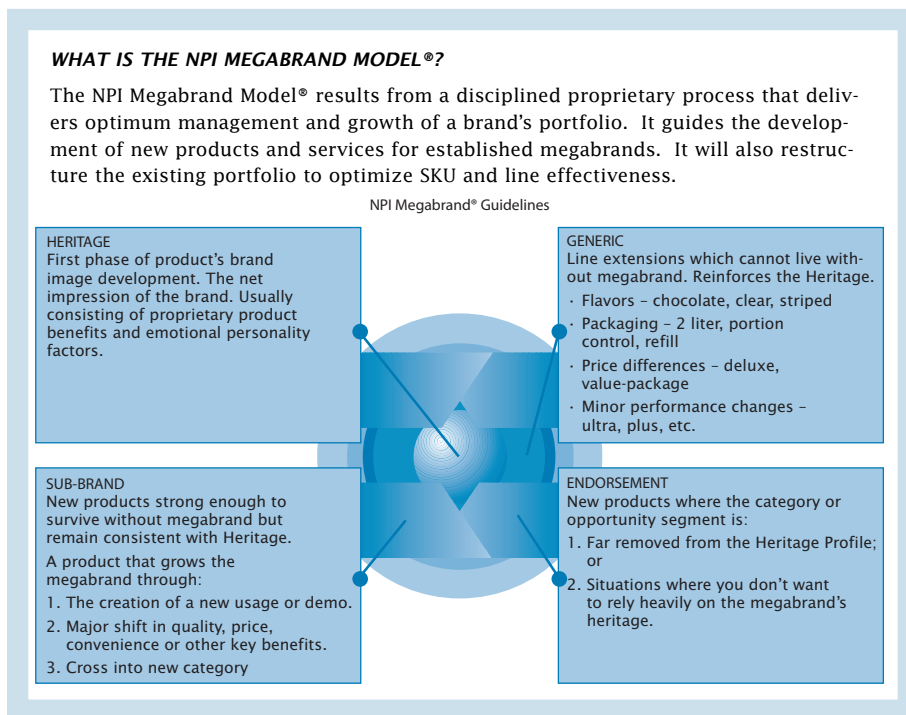 WHAT IS THE NPI MEGABRAND MODEL®?
The NPI Megabrand Model® results from a disciplined proprietary process that deliv-
ers optimum management and growth of a brand's portfolio. It guides the develop-
ment of new products and services for established megabrands. It will also restruc-
ture the existing portfolio to optimize SKU and line effectiveness.
NPI Megabrand® Guidelines
HERITAGE
First phase of product's brand
image development. The net
impression of the brand. Usually
consisting of proprietary product
benefits and emotional personality
factors.
GENERIC
Line extensions which cannot live with-
out megabrand. Reinforces the Heritage.
· Flavors – chocolate, clear, striped
· Packaging – 2 liter, portion
control, refill
· Price differences – deluxe,
value-package
· Minor performance changes –
ultra, plus, etc.
SUB-BRAND
New products strong enough to
survive without megabrand but
remain consistent with Heritage.
A product that grows the
megabrand through:
1. The creation of a new usage or demo.
2. Major shift in quality, price,
convenience or other key benefits.
3. Cross into new category
ENDORSEMENT
New products where the category or
opportunity segment is:
1. Far removed from the Heritage Profile;
or
2. Situations where you don't want
to rely heavily on the megabrand's
heritage.